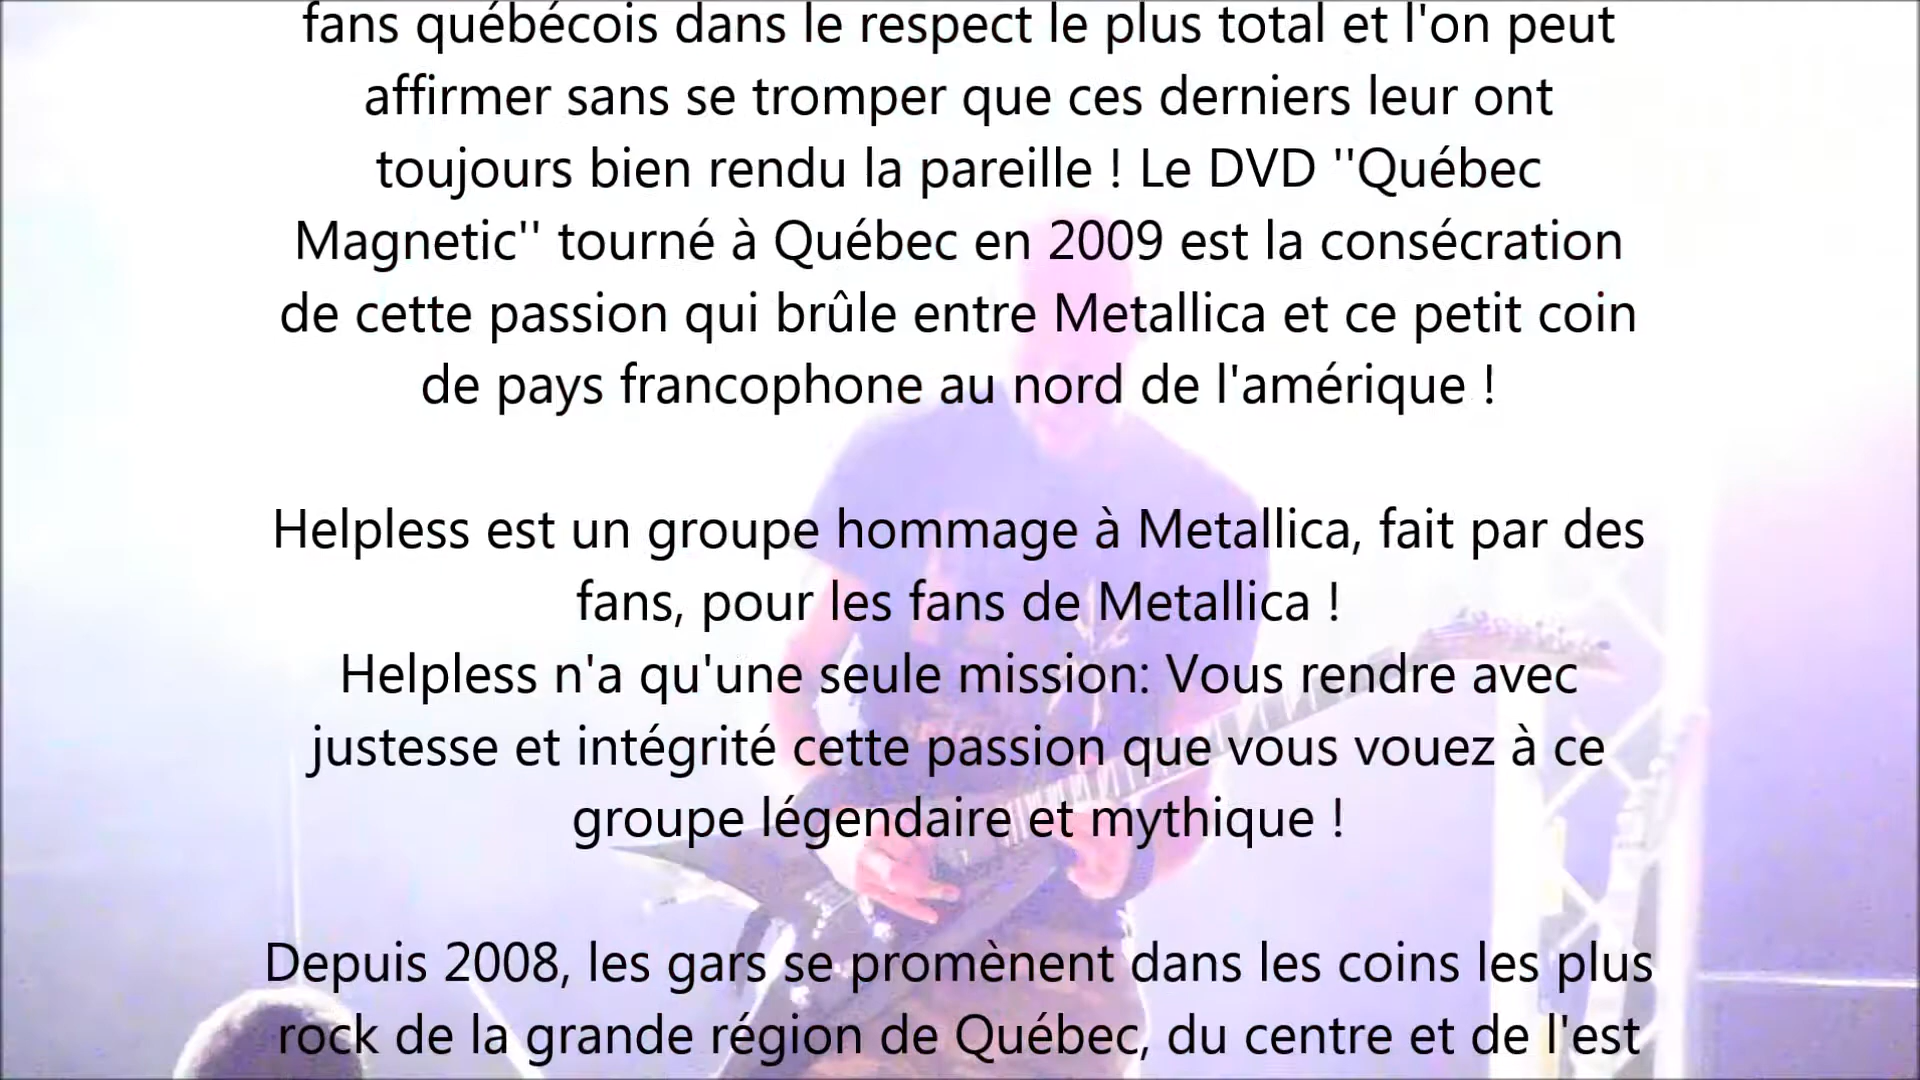 fans québécois dans le respect le plus total et l'on peut
affirmer sans se tromper que ces derniers leur ont
toujours bien rendu la pareille ! Le DVD ''Québec
Magnetic'' tourné à Québec en 2009 est la consécration
de cette passion qui brûle entre Metallica et ce petit coin
de pays francophone au nord de l'amérique !
Helpless est un groupe hommage à Metallica, fait par des
fans, pour les fans de Metallica !
Helpless n'a qu'une seule mission: Vous rendre avec
justesse et intégrité cette passion que vous vouez à ce
groupe légendaire et mythique !
Depuis 2008, les gars se promènent dans les coins les plus
rock de la grande région de Québec, du centre et de l'est